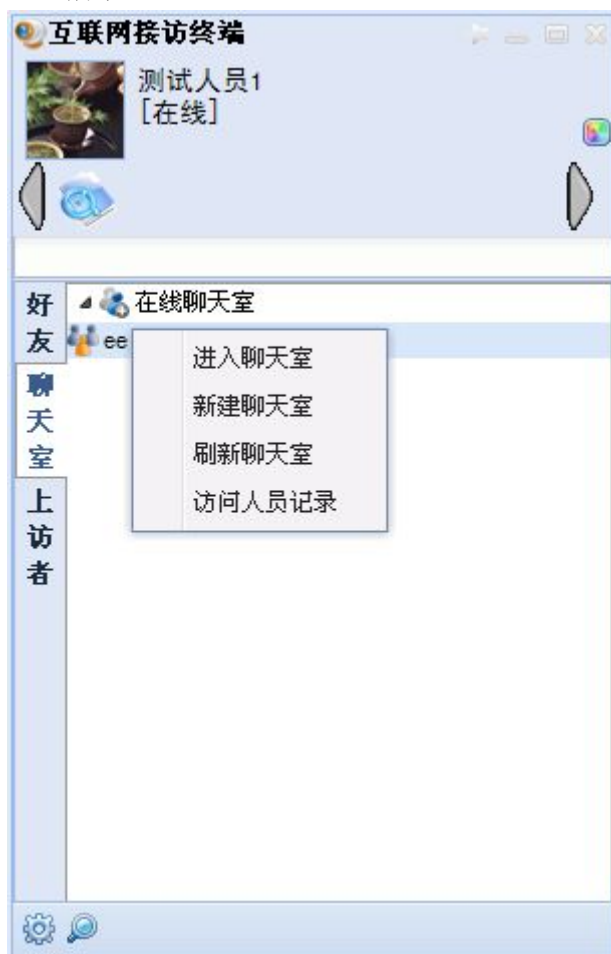 互联网接访终端
测试人员1
[在线]
好友
聊天室
上访者
在线聊天室
ee
进入聊天室
新建聊天室
刷新聊天室
访问人员记录